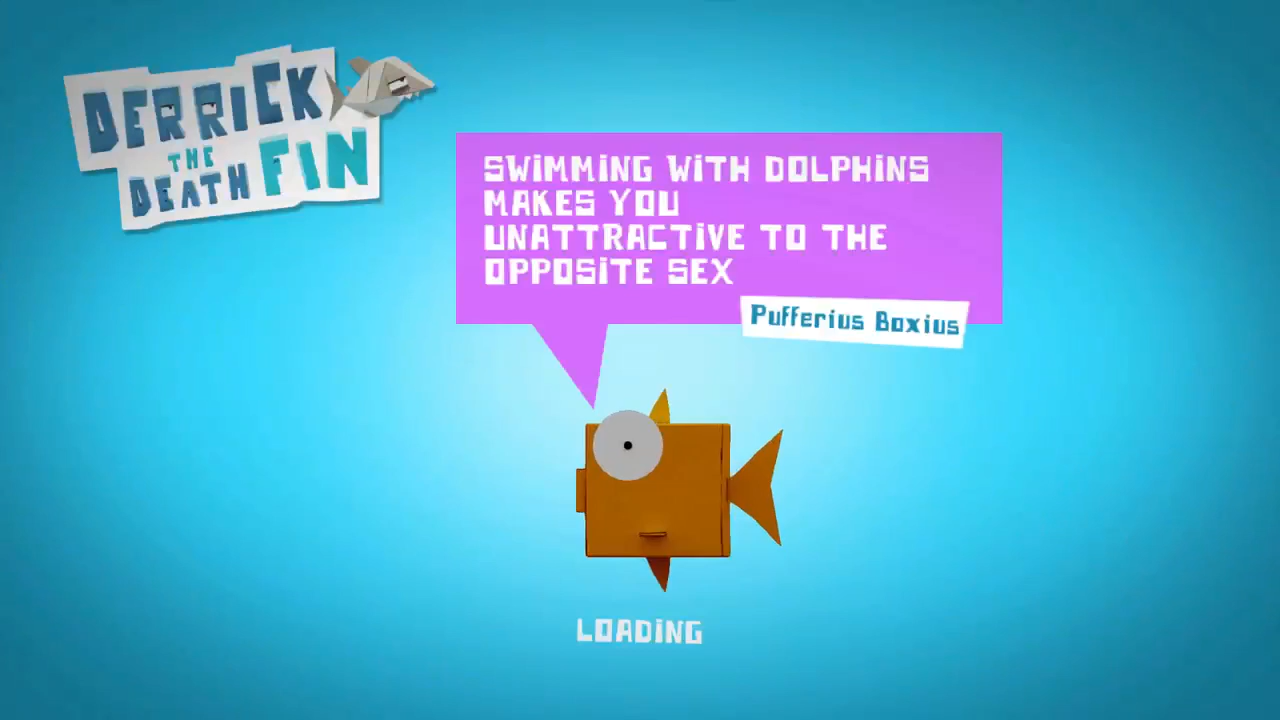 DERRICK
THE
DEATH FIN
SWIMMING WITH DOLPHINS
MAKES YOU
UNATTRACTIVE TO THE
OPPOSITE SEX
Pufferius Boxius
LOADING